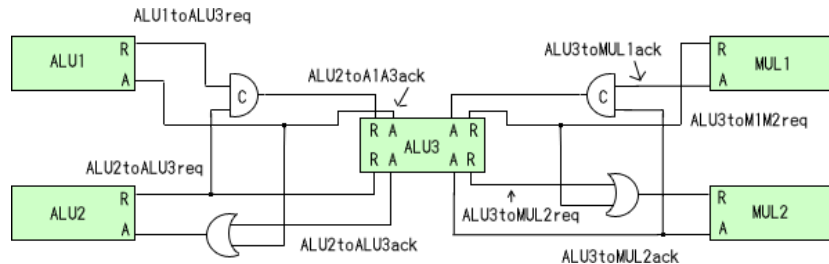 ALU1toALU3req
R
ALU1
A
C
ALU2toA1A3ack
ALU3toMUL1ack
C
R
MUL1
A
ALU3toM1M2req
R A A R
ALU3
R A A R
ALU2toALU3req
R
ALU2
A
ALU2toALU3ack
ALU3toMUL2req
R
MUL2
A
ALU3toMUL2ack